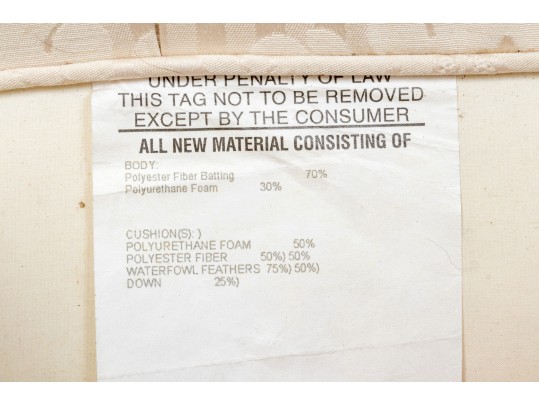 UNDER PENALTY OF LAW
THIS TAG NOT TO BE REMOVED
EXCEPT BY THE CONSUMER
ALL NEW MATERIAL CONSISTING OF
BODY:
Polyester Fiber Batting 70%
Polyurethane Foam 30%
CUSHION(S): )
POLYURETHANE FOAM 50%
POLYESTER FIBER 50%) 50%
WATERFOWL FEATHERS 75%) 50%)
DOWN 25%)